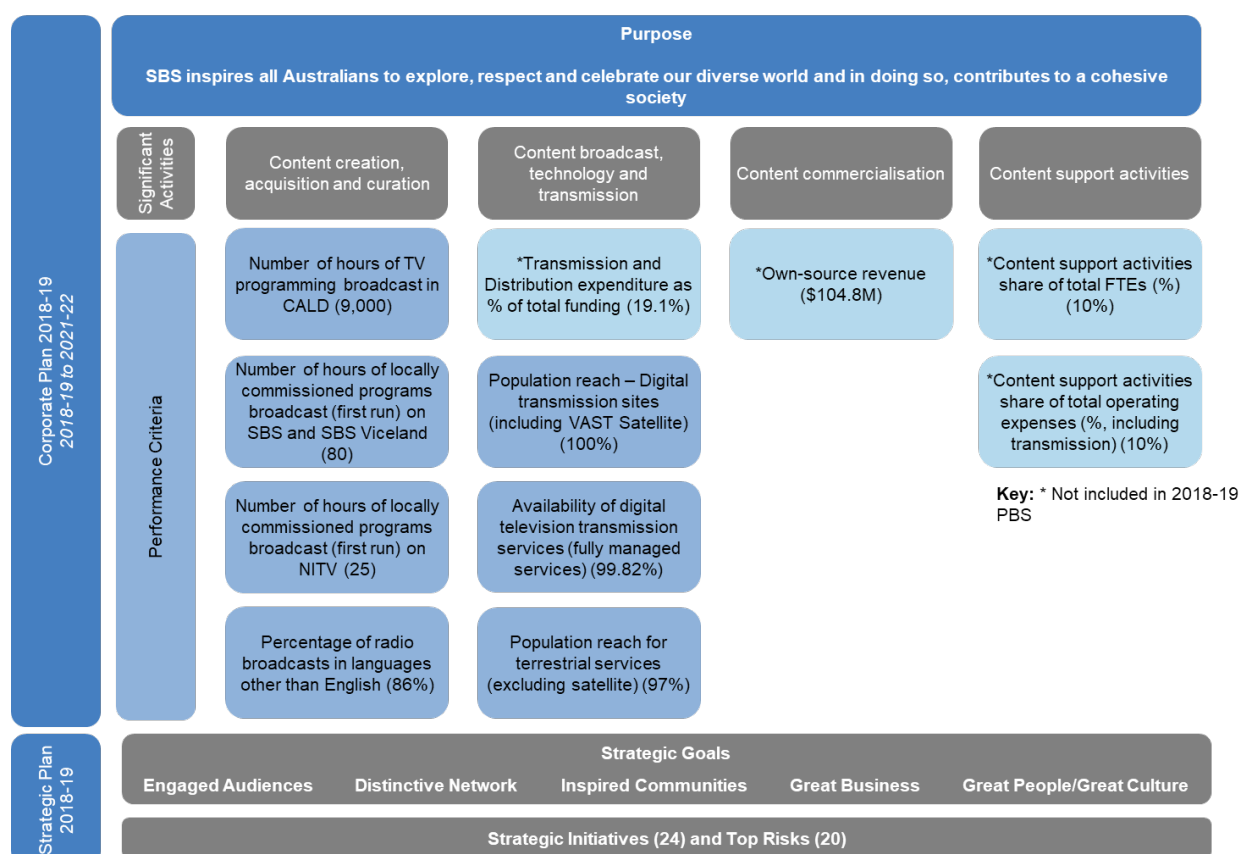 Corporate Plan 2018-19
2018-19 to 2021-22
Purpose
SBS inspires all Australians to explore, respect and celebrate our diverse world and in doing so, contributes to a cohesive
society
Significant
Activities
Content creation,
acquisition and curation
Content broadcast,
technology and
transmission
Content commercialisation
Content support activities
Performance Criteria
Number of hours of TV
programming broadcast in
CALD (9,000)
Number of hours of locally
commissioned programs
broadcast (first run) on
SBS and SBS Viceland
(80)
Number of hours of locally
commissioned programs
broadcast (first run) on
NITV (25)
Percentage of radio
broadcasts in languages
other than English (86%)
*Transmission and
Distribution expenditure as
% of total funding (19.1%)
Population reach – Digital
transmission sites
(including VAST Satellite)
(100%)
Availability of digital
television transmission
services (fully managed
services) (99.82%)
Population reach for
terrestrial services
(excluding satellite) (97%)
*Own-source revenue
($104.8M)
*Content support activities
share of total FTEs (%)
(10%)
*Content support activities
share of total operating
expenses (%, including
transmission) (10%)
Key: * Not included in 2018-19
PBS
Strategic Plan
2018-19
Strategic Goals
Engaged Audiences Distinctive Network Inspired Communities Great Business Great People/Great Culture
Strategic Initiatives (24) and Top Risks (20)